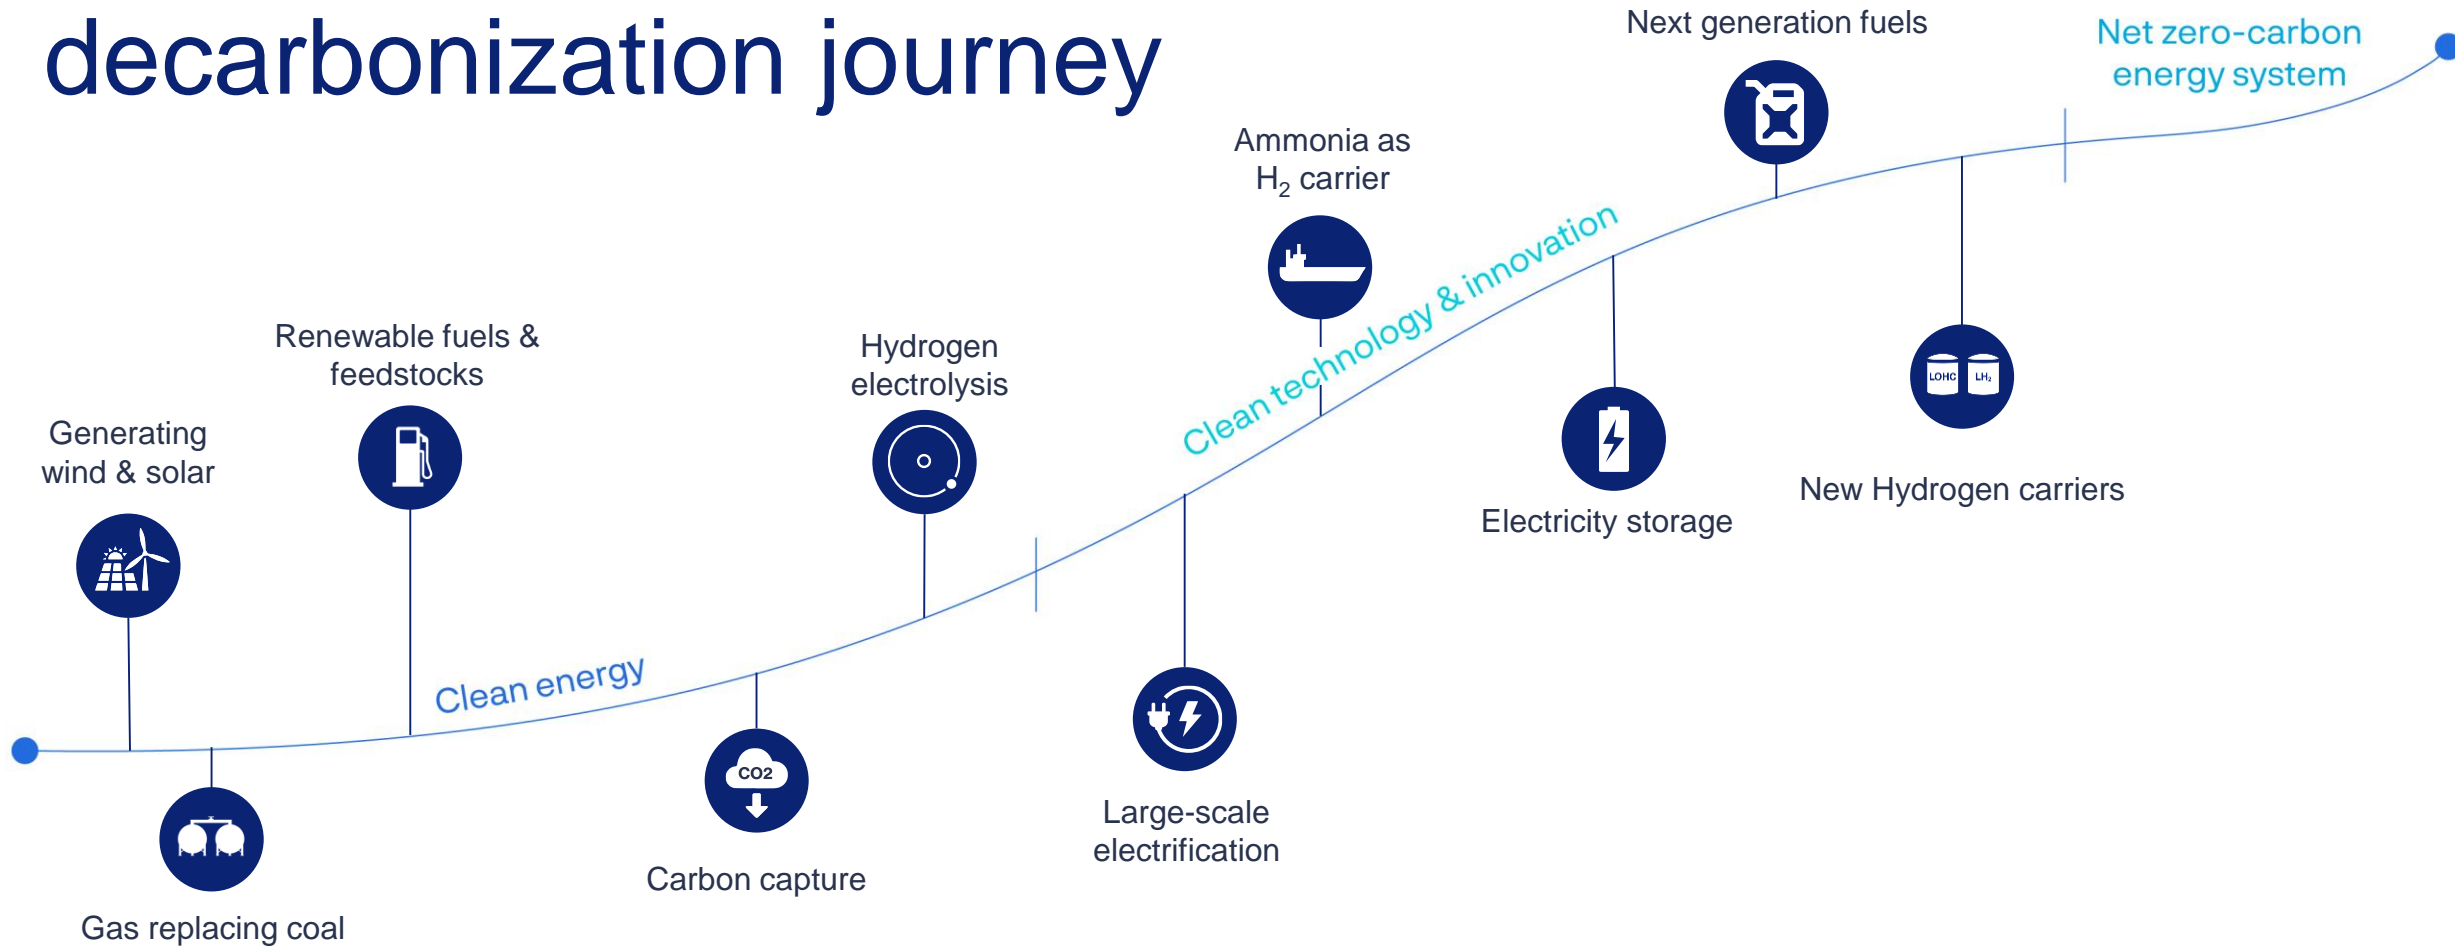 decarbonization journey
Generating
wind & solar
Gas replacing coal
Renewable fuels &
feedstocks
Clean energy
CO2
Carbon capture
Hydrogen
electrolysis
Large-scale
electrification
Ammonia as
H₂ carrier
Clean technology & innovation
Electricity storage
Next generation fuels
LOHC LH₂
New Hydrogen carriers
Net zero-carbon
energy system